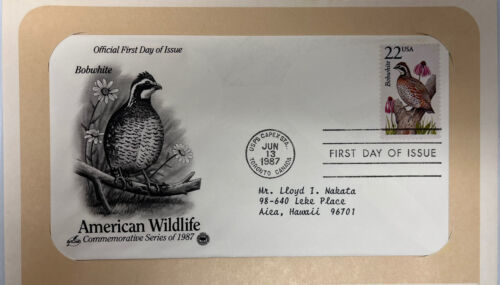 Official First Day of Issue
Bobwhite
22 USA
Bobwhite
USPS CAPEX STA.
JUN
13
1987
TORONTO CANADA
FIRST DAY OF ISSUE
Mr. Lloyd I. Nakata
98-640 Leke Place
Aiea, Hawaii 96701
American Wildlife
Commemorative Series of 1987